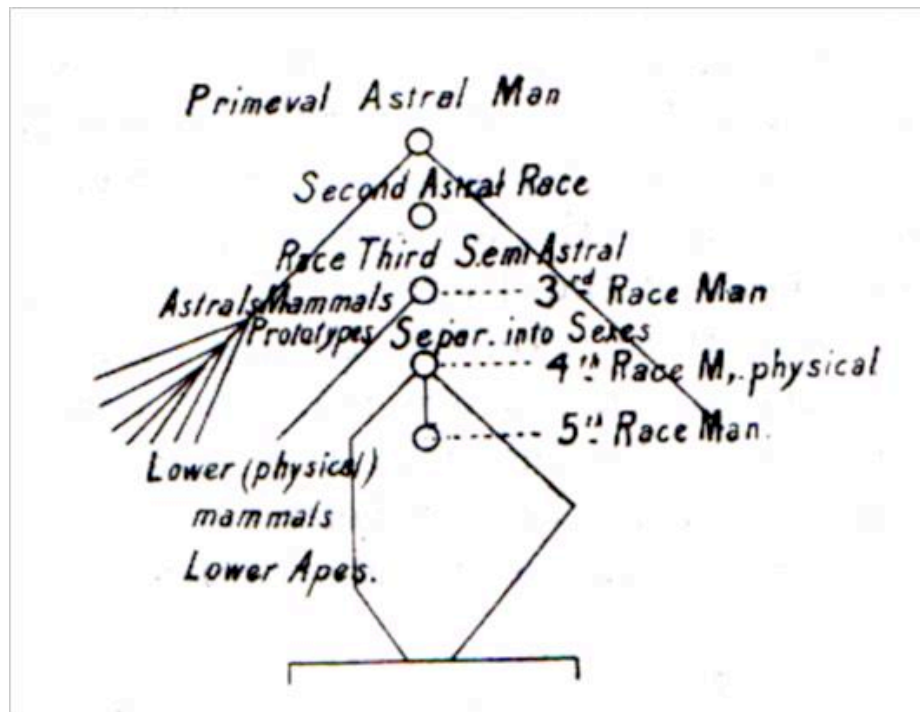 Primeval Astral Man
Second Astral Race
Race Third Semi Astral
Astrals Mammals
3rd Race Man
Prototypes Separ. into Sexes
4th Race M,. physical
5th Race Man.
Lower (physical)
mammals
Lower Apes.